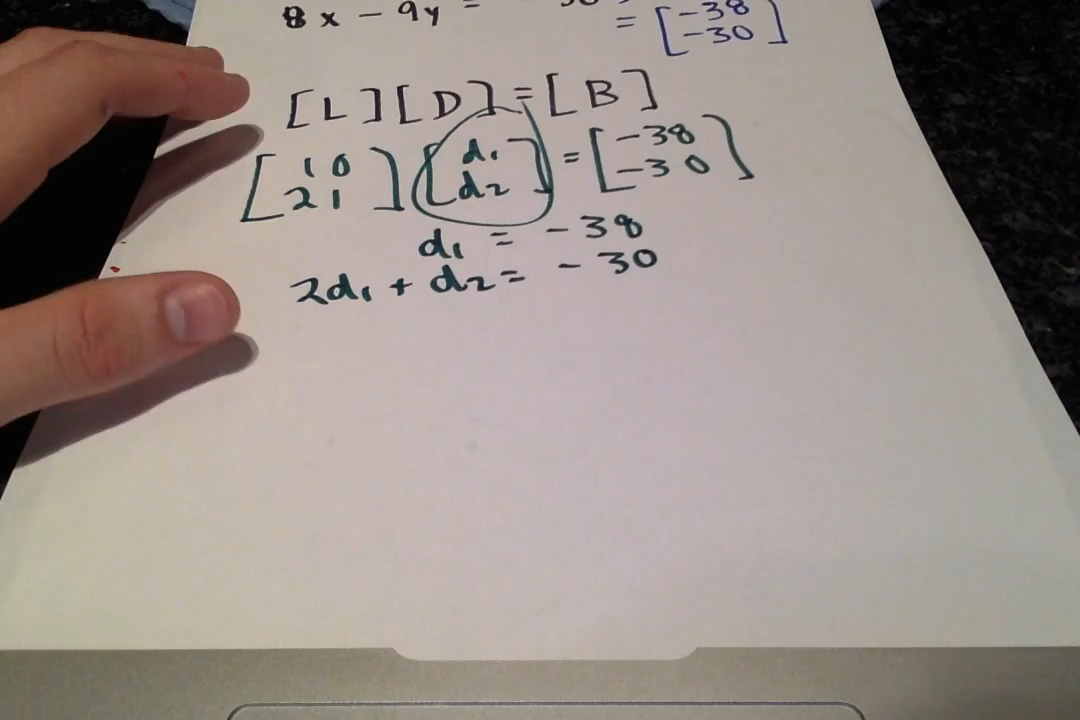 8x - 9y =
= [-38
-30]
[L][D]=[B]
[1 0
2 1] [d1
d2] = [-38
-30]
d1 = -38
2d1 + d2 = -30